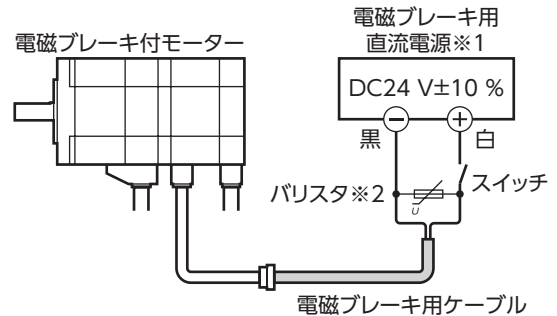 電磁ブレーキ用
直流電源※1
電磁ブレーキ付モーター
DC24 V±10 %
− +
黒 白
バリスタ※2
スイッチ
U
電磁ブレーキ用ケーブル